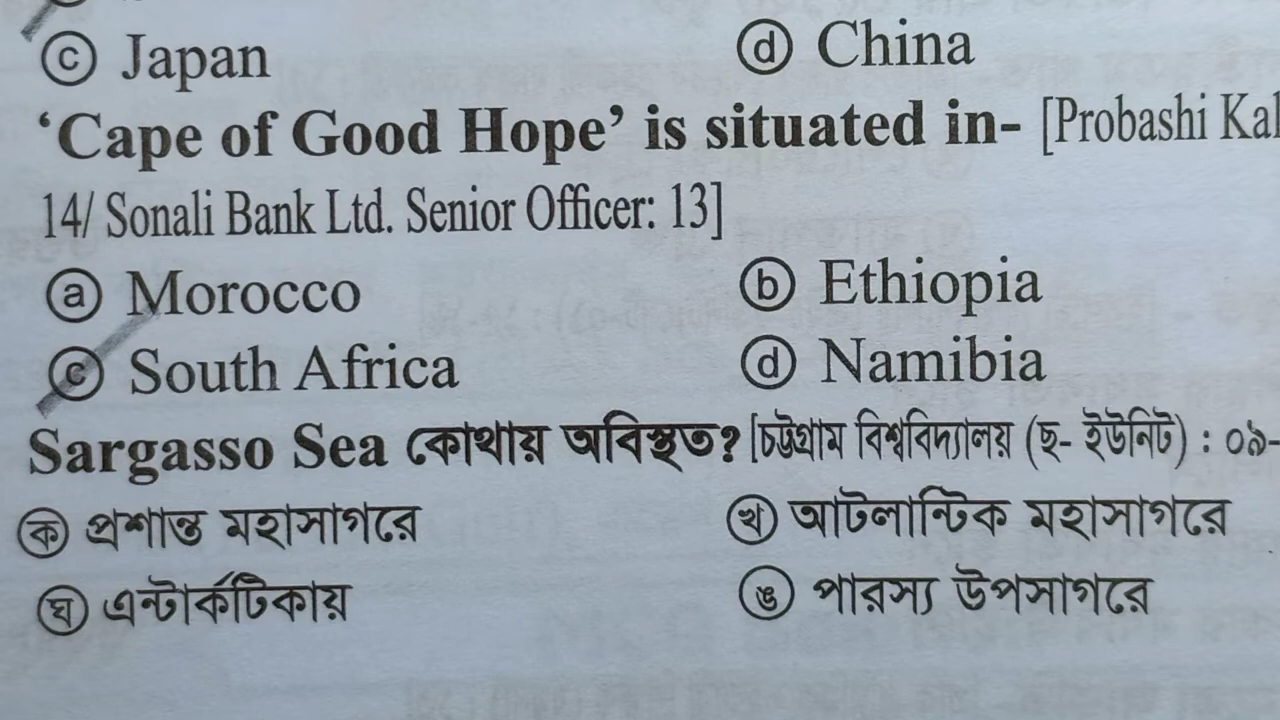 ⓒ Japan ⓓ China
‘Cape of Good Hope’ is situated in- [Probashi Kal
14/ Sonali Bank Ltd. Senior Officer: 13]
ⓐ Morocco ⓑ Ethiopia
ⓒ South Africa ⓓ Namibia
Sargasso Sea কোথায় অবিস্থত? [চট্টগ্রাম বিশ্ববিদ্যালয় (ছ- ইউনিট) : ০৯-
ক প্রশান্ত মহাসাগরে খ আটলান্টিক মহাসাগরে
ঘ এন্টার্কটিকায় ঙ পারস্য উপসাগরে